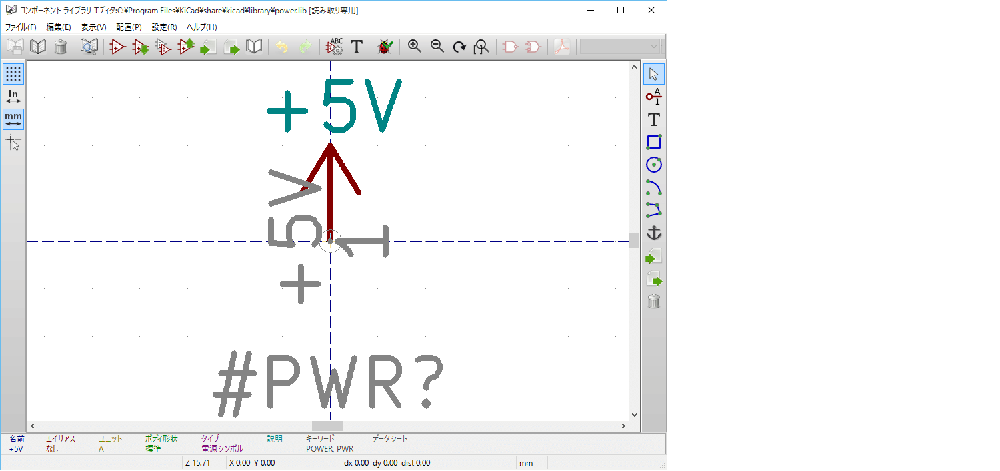 コンポーネント ライブラリ エディタ:C:¥Program Files¥KiCad¥share¥kicad¥library¥power.lib [読み取り専用]
ファイル(F) 編集(E) 表示(V) 配置(P) 設定(R) ヘルプ(H)
ABC
T
In
mm
A
T
+5V
+5V
1
#PWR?
名前 エイリアス ユニット ボディ形状 タイプ 説明 キーワード データシート
+5V なし A 標準 電源シンボル POWER PWR
Z 15.71 X 0.00 Y 0.00 dx 0.00 dy 0.00 dist 0.00 mm